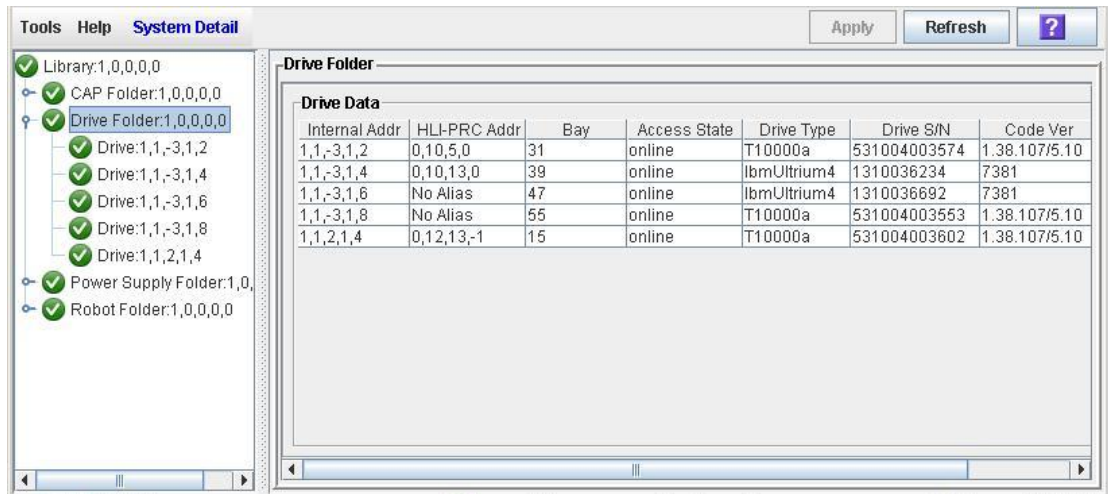 Tools Help System Detail Apply Refresh ?
Library:1,0,0,0,0
CAP Folder:1,0,0,0,0
Drive Folder:1,0,0,0,0
Drive:1,1,-3,1,2
Drive:1,1,-3,1,4
Drive:1,1,-3,1,6
Drive:1,1,-3,1,8
Drive:1,1,2,1,4
Power Supply Folder:1,0,
Robot Folder:1,0,0,0,0
Drive Folder
Drive Data
Internal Addr HLI-PRC Addr Bay Access State Drive Type Drive S/N Code Ver
1,1,-3,1,2 0,10,5,0 31 online T10000a 531004003574 1.38.107/5.10
1,1,-3,1,4 0,10,13,0 39 online IbmUltrium4 1310036234 7381
1,1,-3,1,6 No Alias 47 online IbmUltrium4 1310036692 7381
1,1,-3,1,8 No Alias 55 online T10000a 531004003553 1.38.107/5.10
1,1,2,1,4 0,12,13,-1 15 online T10000a 531004003602 1.38.107/5.10